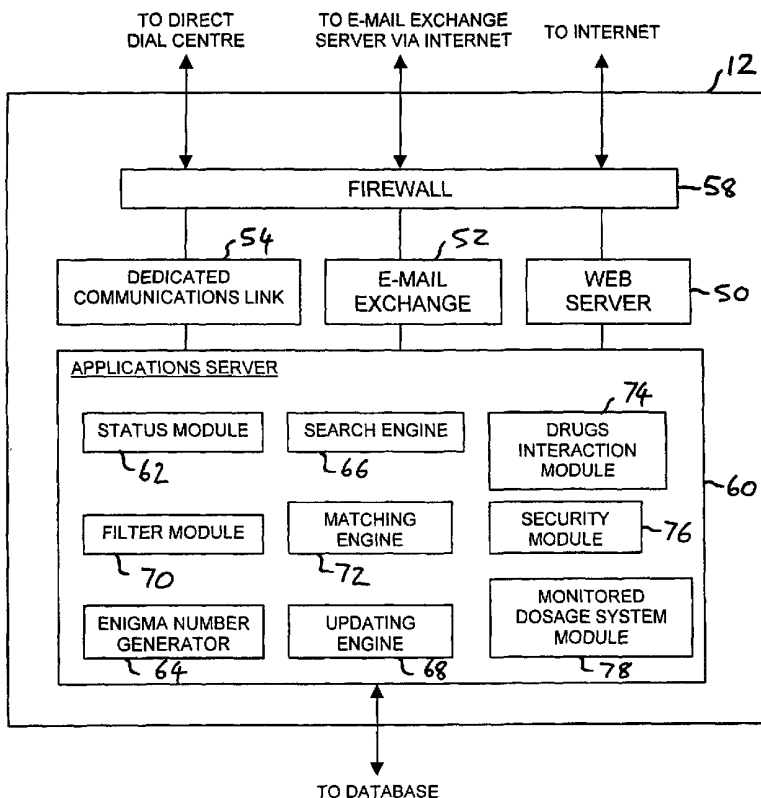 TO DIRECT
DIAL CENTRE
TO E-MAIL EXCHANGE
SERVER VIA INTERNET
TO INTERNET
12
FIREWALL
58
54
52
DEDICATED
COMMUNICATIONS LINK
E-MAIL
EXCHANGE
WEB
SERVER
50
APPLICATIONS SERVER
74
STATUS MODULE
62
SEARCH ENGINE
66
DRUGS
INTERACTION
MODULE
60
FILTER MODULE
70
MATCHING
ENGINE
72
SECURITY
MODULE
76
ENIGMA NUMBER
GENERATOR
64
UPDATING
ENGINE
68
MONITORED
DOSAGE SYSTEM
MODULE
78
TO DATABASE